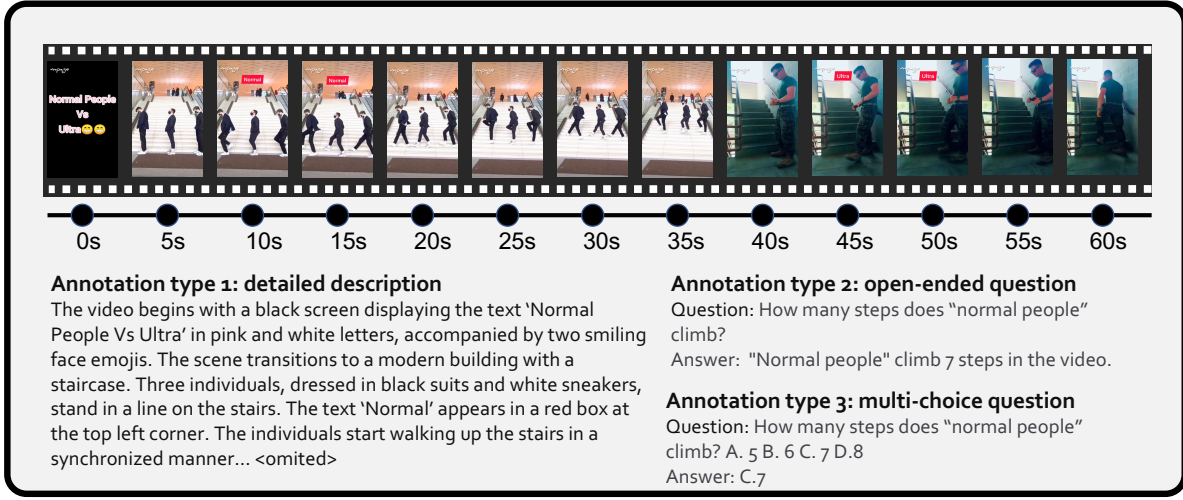 Normal People
Vs
Ultra😁😁
Normal
Normal
Ultra
Ultra
0s 5s 10s 15s 20s 25s 30s 35s 40s 45s 50s 55s 60s
Annotation type 1: detailed description
The video begins with a black screen displaying the text ‘Normal
People Vs Ultra’ in pink and white letters, accompanied by two smiling
face emojis. The scene transitions to a modern building with a
staircase. Three individuals, dressed in black suits and white sneakers,
stand in a line on the stairs. The text ‘Normal’ appears in a red box at
the top left corner. The individuals start walking up the stairs in a
synchronized manner... <omited>
Annotation type 2: open-ended question
Question: How many steps does “normal people”
climb?
Answer: "Normal people" climb 7 steps in the video.
Annotation type 3: multi-choice question
Question: How many steps does “normal people”
climb? A. 5 B. 6 C. 7 D.8
Answer: C.7